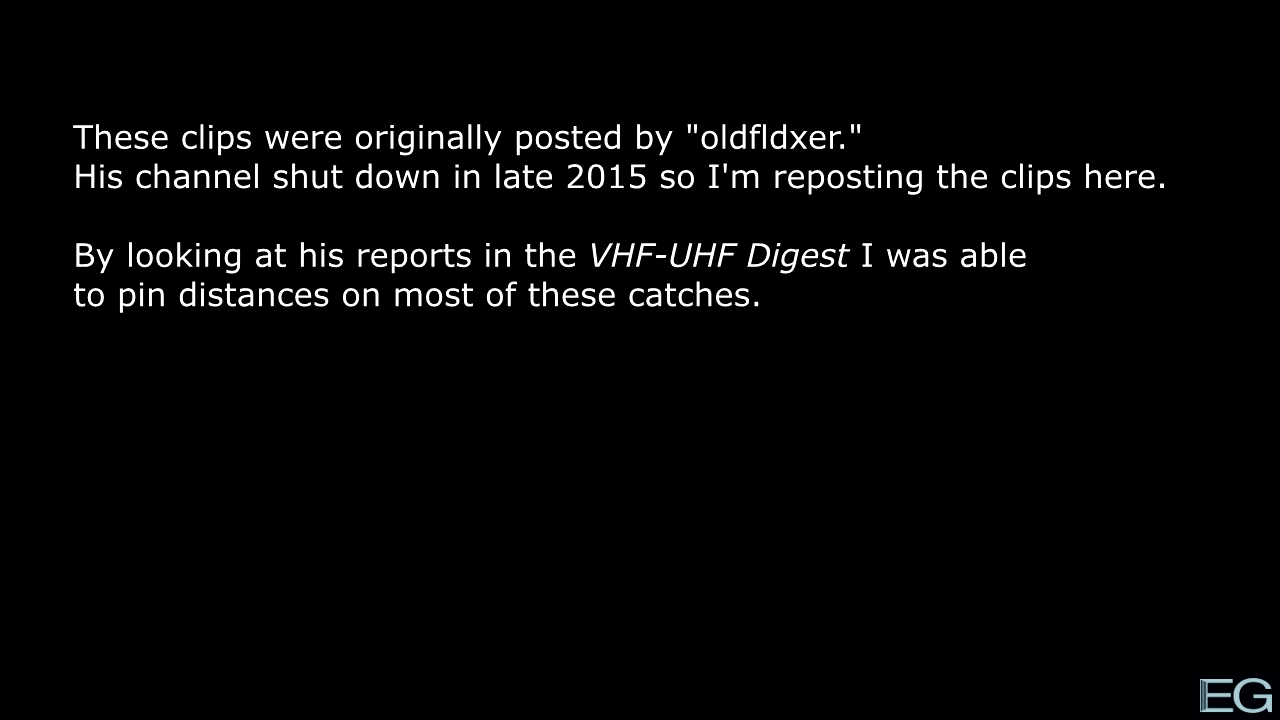 These clips were originally posted by "oldfldxer."
His channel shut down in late 2015 so I'm reposting the clips here.
By looking at his reports in the VHF-UHF Digest I was able
to pin distances on most of these catches.
EG